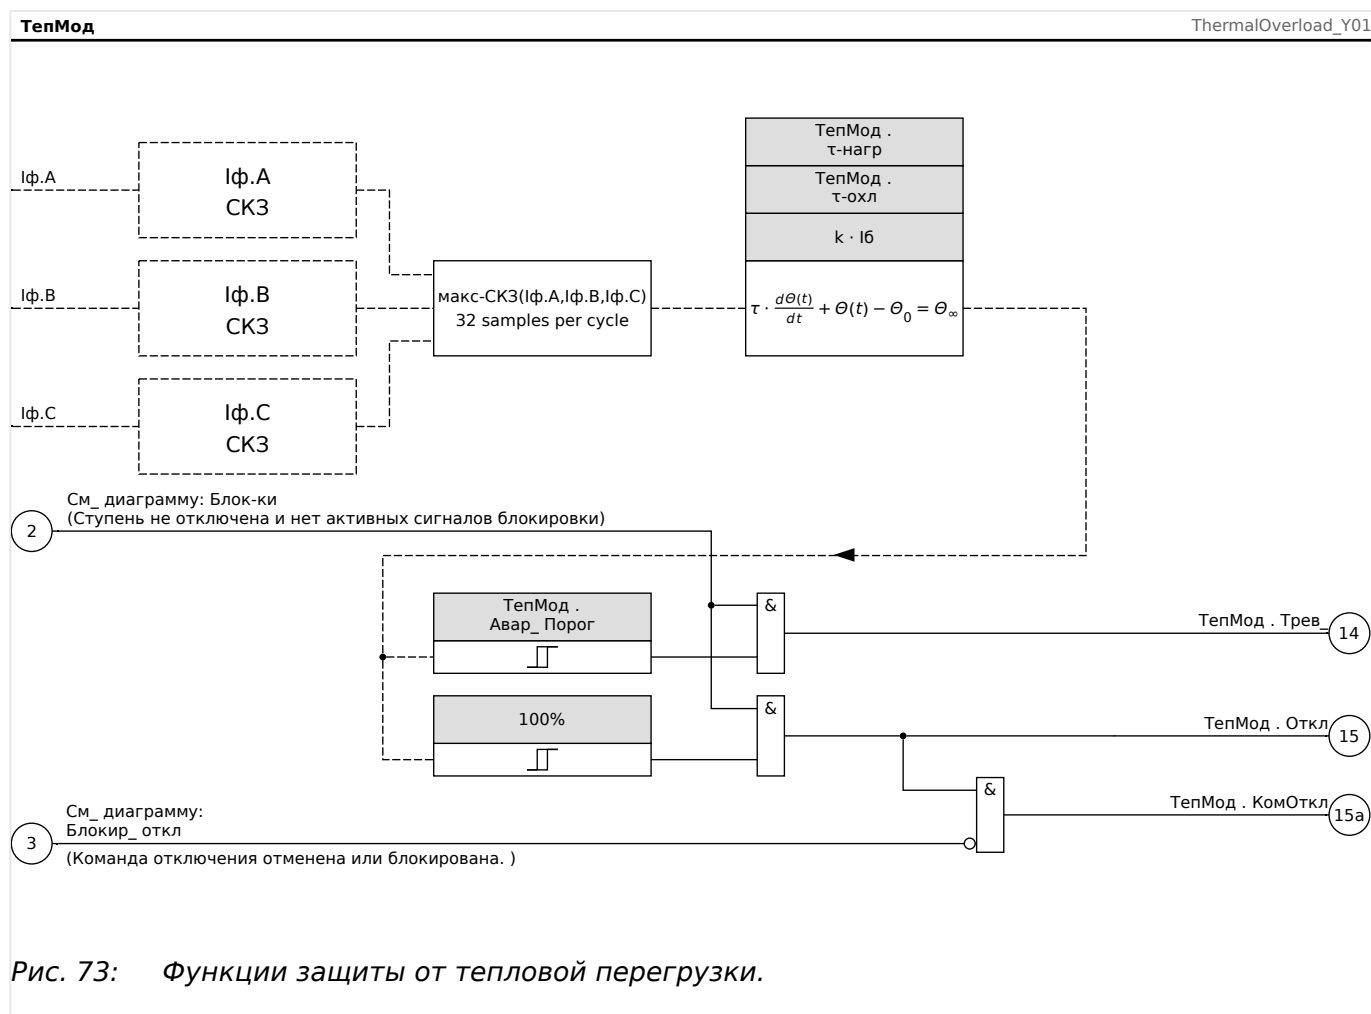 ТепМод
ThermalOverload_Y01
ТепМод .
τ-нагр
ТепМод .
τ-охл
k · Iб
Iф.A
Iф.A
СКЗ
Iф.B
Iф.B
СКЗ
макс-СКЗ(Iф.A,Iф.B,Iф.C)
32 samples per cycle
τ · dΘ(t)/dt + Θ(t) − Θ₀ = Θ∞
Iф.C
Iф.C
СКЗ
См_ диаграмму: Блок-ки
(Ступень не отключена и нет активных сигналов блокировки)
2
ТепМод .
Авар_ Порог
&
ТепМод . Трев_
14
100%
&
ТепМод . Откл
15
&
ТепМод . КомОткл
15a
См_ диаграмму:
Блокир_ откл
3
(Команда отключения отменена или блокирована. )
Рис. 73: Функции защиты от тепловой перегрузки.